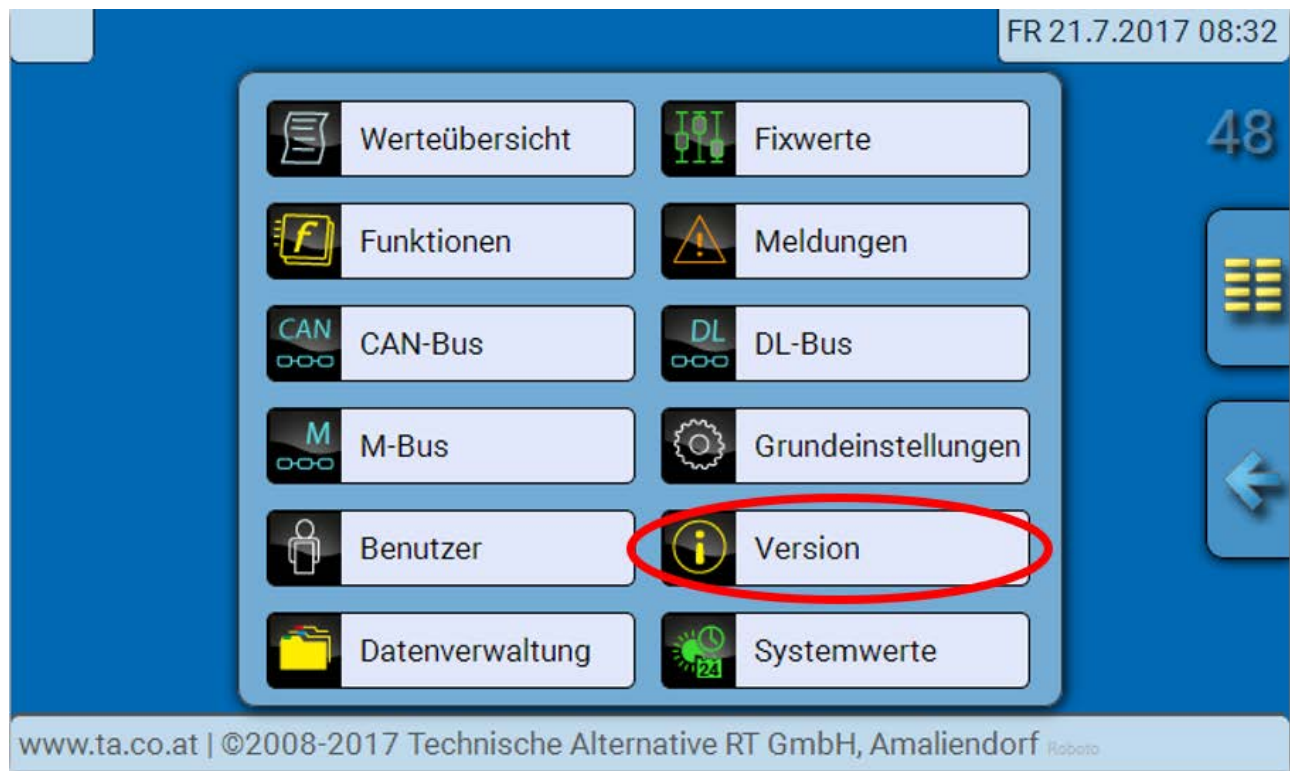 FR 21.7.2017 08:32
48
Werteübersicht
Fixwerte
Funktionen
Meldungen
CAN
CAN-Bus
DL
DL-Bus
M
M-Bus
Grundeinstellungen
Benutzer
Version
Datenverwaltung
24
Systemwerte
www.ta.co.at | ©2008-2017 Technische Alternative RT GmbH, Amaliendorf Roboto